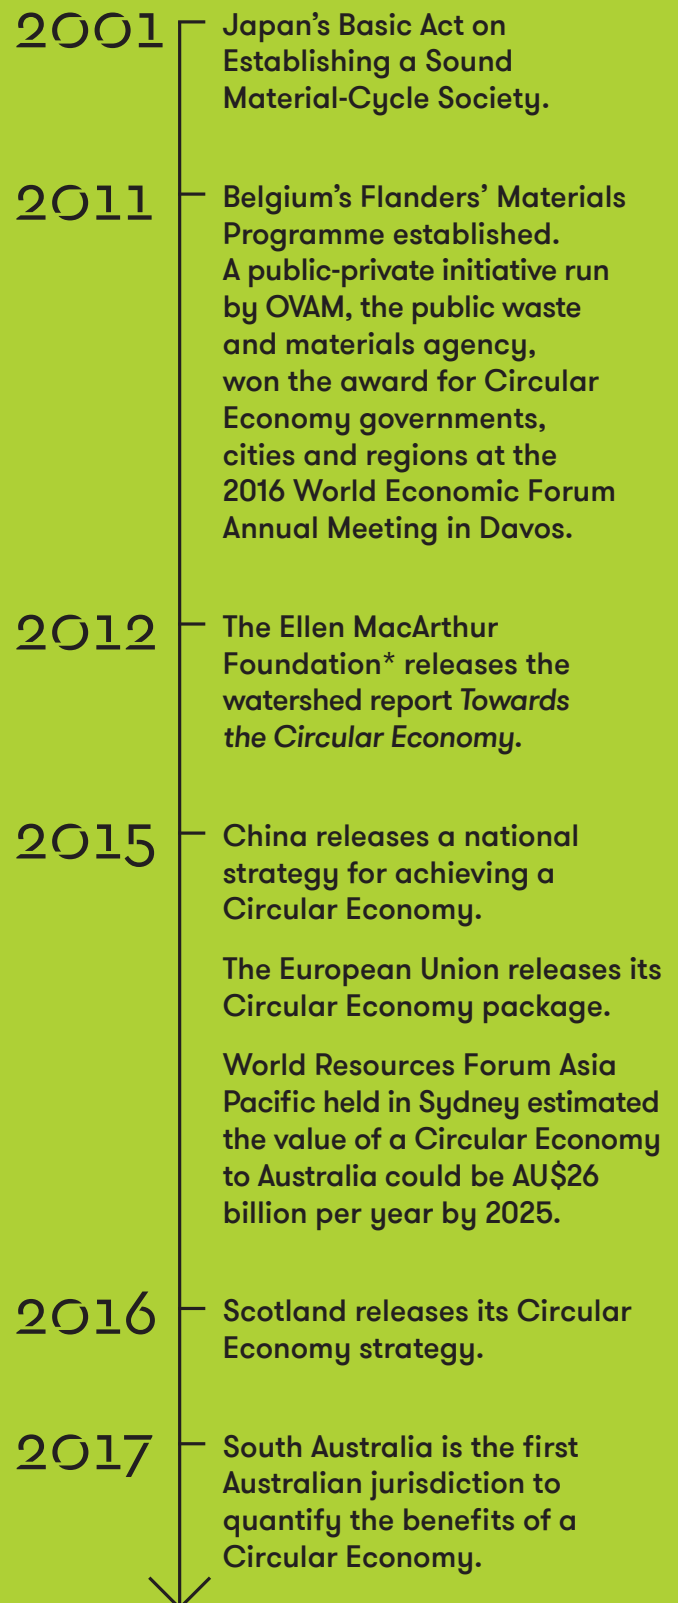 2001
Japan’s Basic Act on
Establishing a Sound
Material-Cycle Society.
2011
Belgium’s Flanders’ Materials
Programme established.
A public-private initiative run
by OVAM, the public waste
and materials agency,
won the award for Circular
Economy governments,
cities and regions at the
2016 World Economic Forum
Annual Meeting in Davos.
2012
The Ellen MacArthur
Foundation* releases the
watershed report Towards
the Circular Economy.
2015
China releases a national
strategy for achieving a
Circular Economy.
The European Union releases its
Circular Economy package.
World Resources Forum Asia
Pacific held in Sydney estimated
the value of a Circular Economy
to Australia could be AU$26
billion per year by 2025.
2016
Scotland releases its Circular
Economy strategy.
2017
South Australia is the first
Australian jurisdiction to
quantify the benefits of a
Circular Economy.